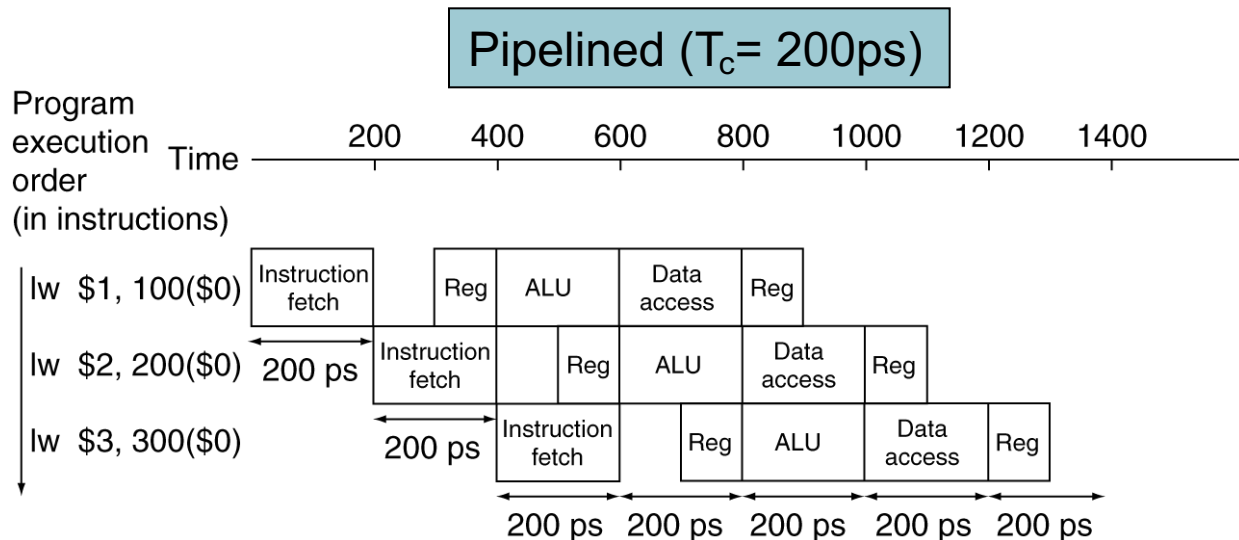 Pipelined (Tc= 200ps)
Program
execution
order
(in instructions)
Time
200 400 600 800 1000 1200 1400
lw $1, 100($0)
Instruction
fetch
Reg
ALU
Data
access
Reg
200 ps
lw $2, 200($0)
Instruction
fetch
Reg
ALU
Data
access
Reg
200 ps
lw $3, 300($0)
Instruction
fetch
Reg
ALU
Data
access
Reg
200 ps 200 ps 200 ps 200 ps 200 ps